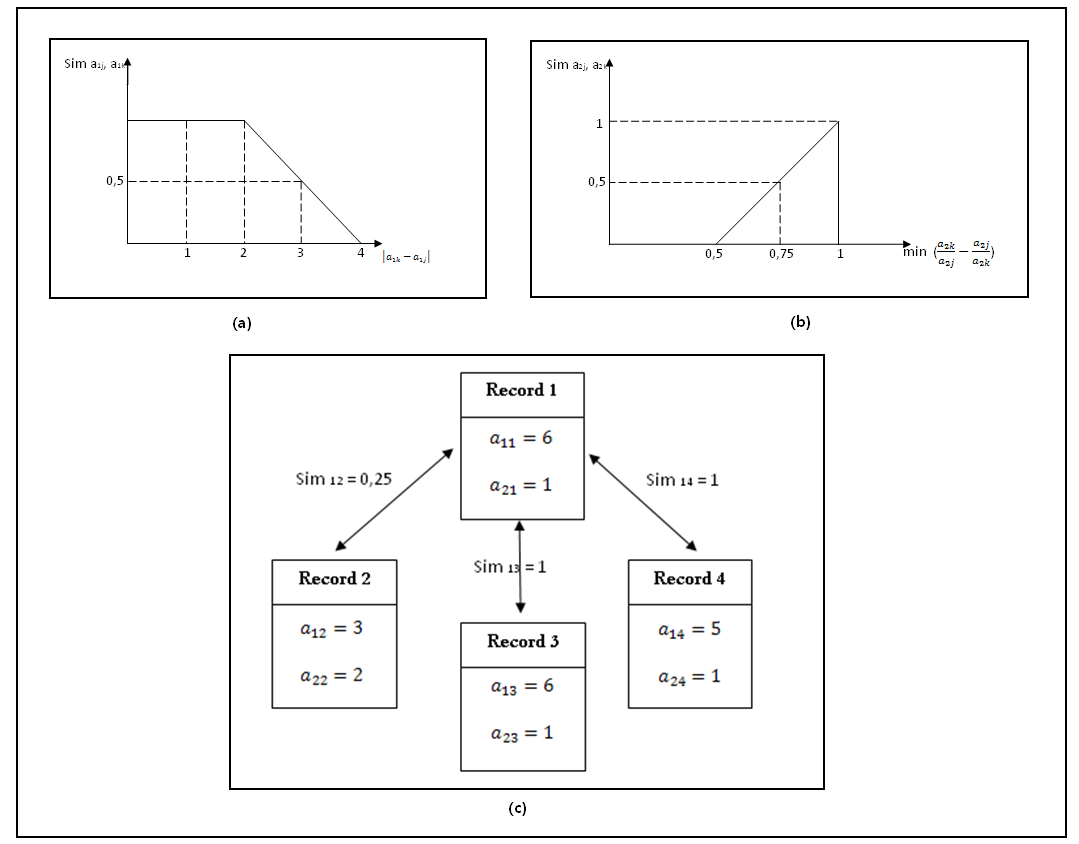 Sim a₁ⱼ, a₁ₖ
0,5
1 2 3 4
|a₁ₖ − a₁ⱼ|
(a)
Sim a₂ⱼ, a₂ₖ
1
0,5
0,5 0,75 1
min (a₂ₖ/a₂ⱼ − a₂ⱼ/a₂ₖ)
(b)
Record 1
a₁₁ = 6
a₂₁ = 1
Sim ₁₂ = 0,25
Sim ₁₄ = 1
Sim ₁₃ = 1
Record 2
a₁₂ = 3
a₂₂ = 2
Record 3
a₁₃ = 6
a₂₃ = 1
Record 4
a₁₄ = 5
a₂₄ = 1
(c)